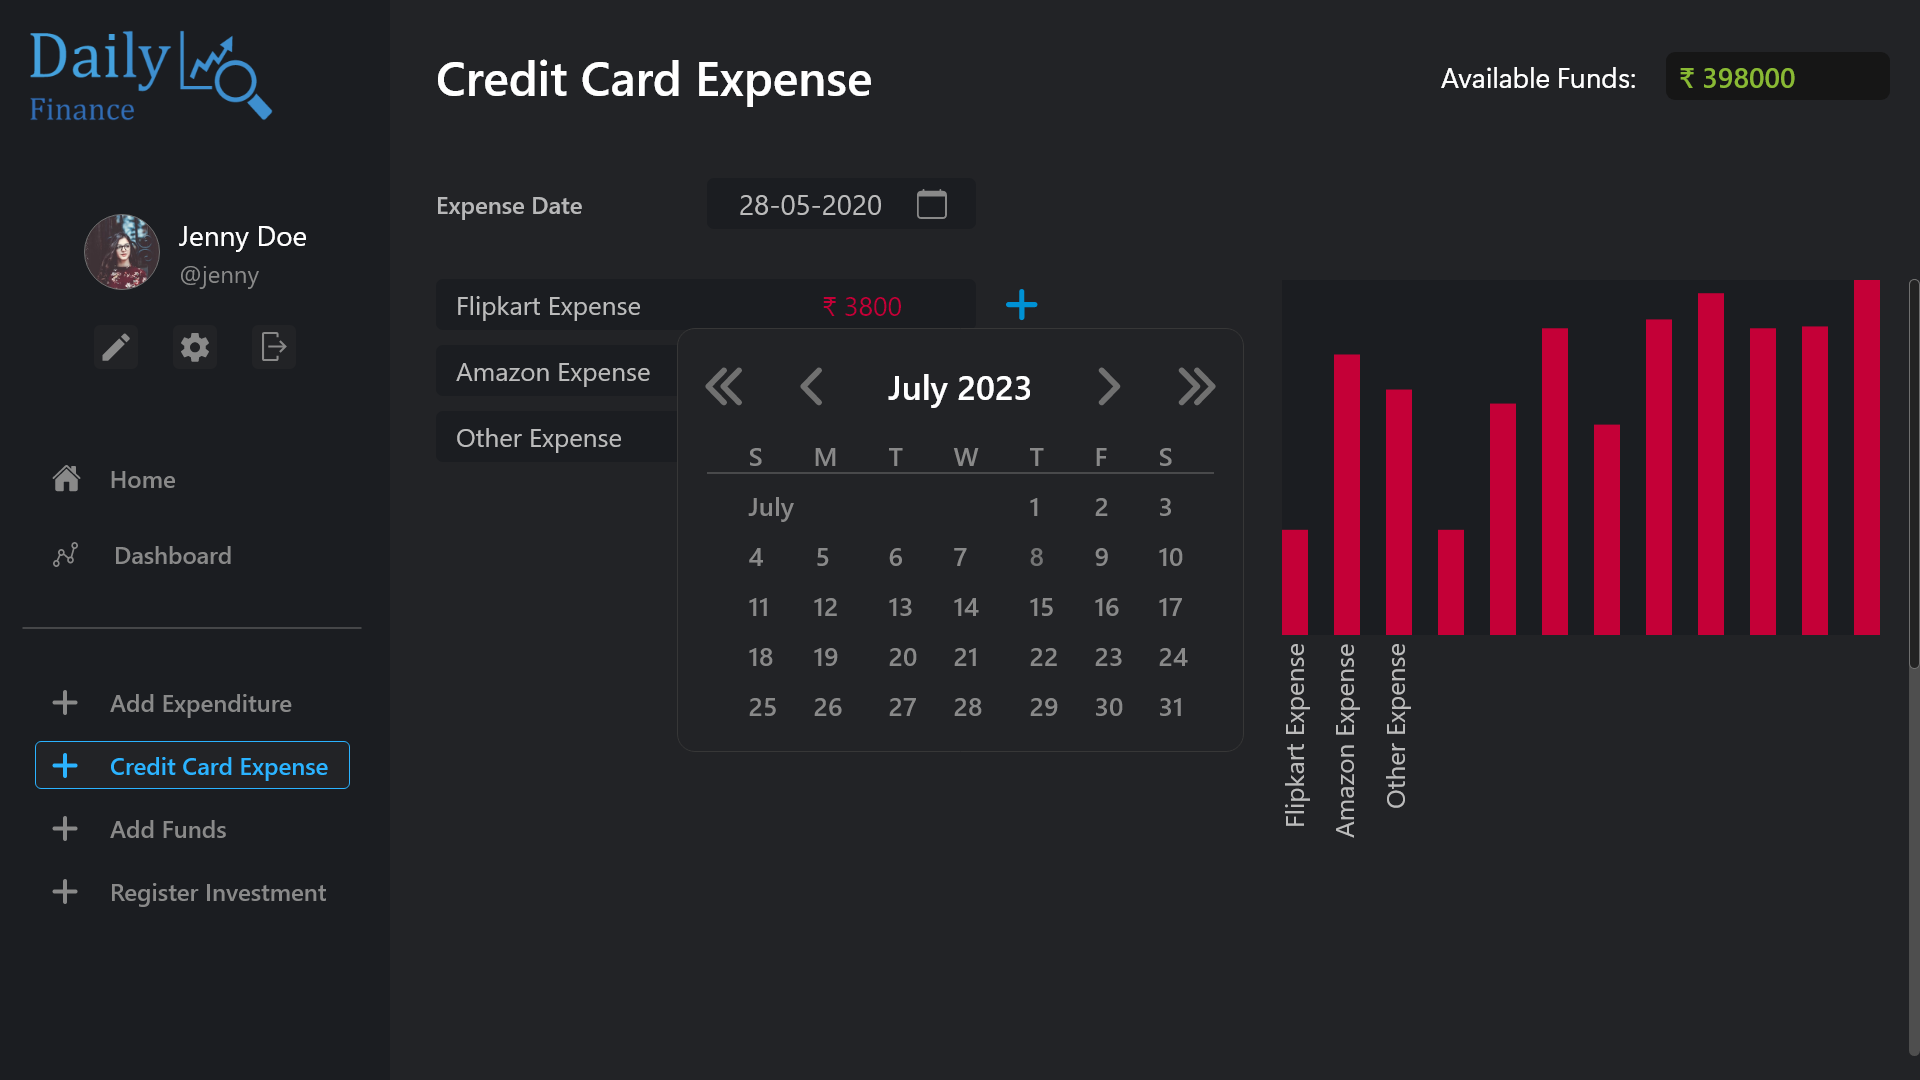 Daily
Finance
Jenny Doe
@jenny
Home
Dashboard
Add Expenditure
Credit Card Expense
Add Funds
Register Investment
Credit Card Expense
Available Funds: ₹ 398000
Expense Date 28-05-2020
Flipkart Expense ₹ 3800
Amazon Expense
Other Expense
July 2023
S M T W T F S
July 1 2 3
4 5 6 7 8 9 10
11 12 13 14 15 16 17
18 19 20 21 22 23 24
25 26 27 28 29 30 31
Flipkart Expense
Amazon Expense
Other Expense